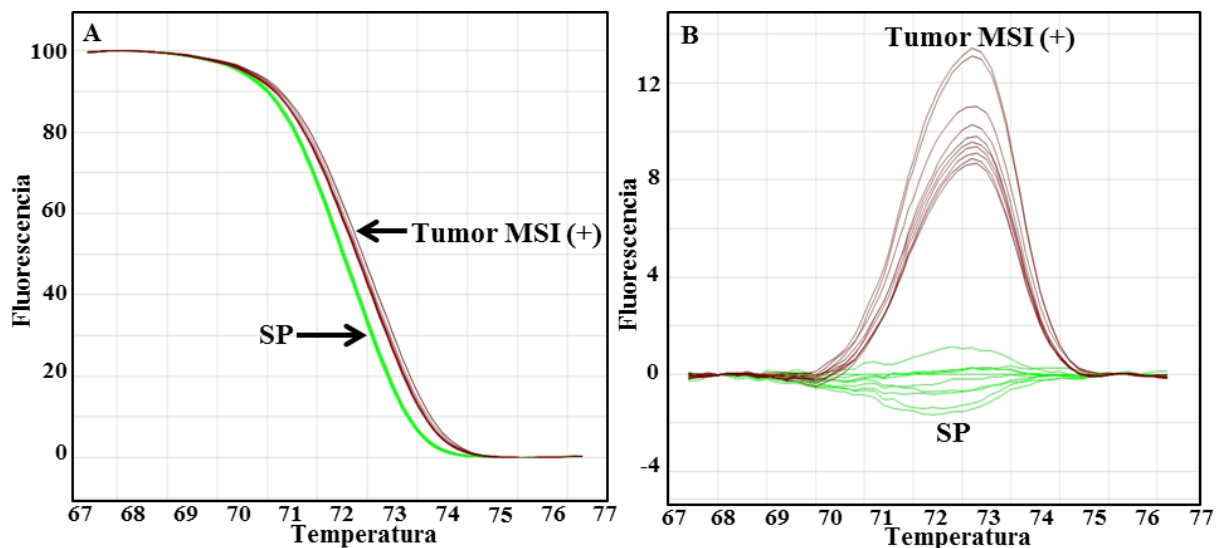 A
100
80
60
40
20
0
Fluorescencia
Tumor MSI (+)
SP
67 68 69 70 71 72 73 74 75 76 77
Temperatura
B
Tumor MSI (+)
12
8
4
0
-4
Fluorescencia
SP
67 68 69 70 71 72 73 74 75 76 77
Temperatura